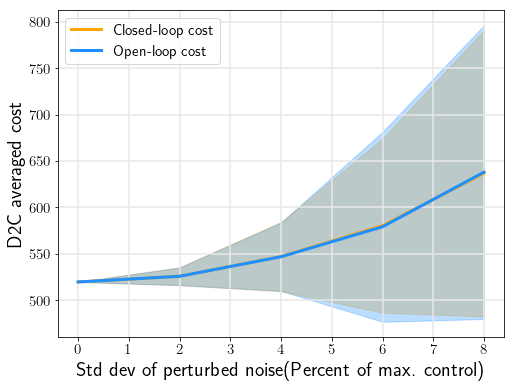 Closed-loop cost
Open-loop cost
D2C averaged cost
800
750
700
650
600
550
500
0 1 2 3 4 5 6 7 8
Std dev of perturbed noise(Percent of max. control)